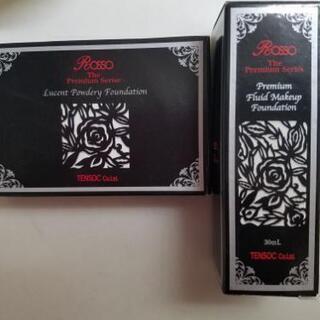 Rosso
The
Premium Series
Lucent Powdery Foundation
TENSOC Co.Ltd.
Rosso
The
Premium Series
Premium
Fluid Makeup
Foundation
30mL
TENSOC Co.Ltd.